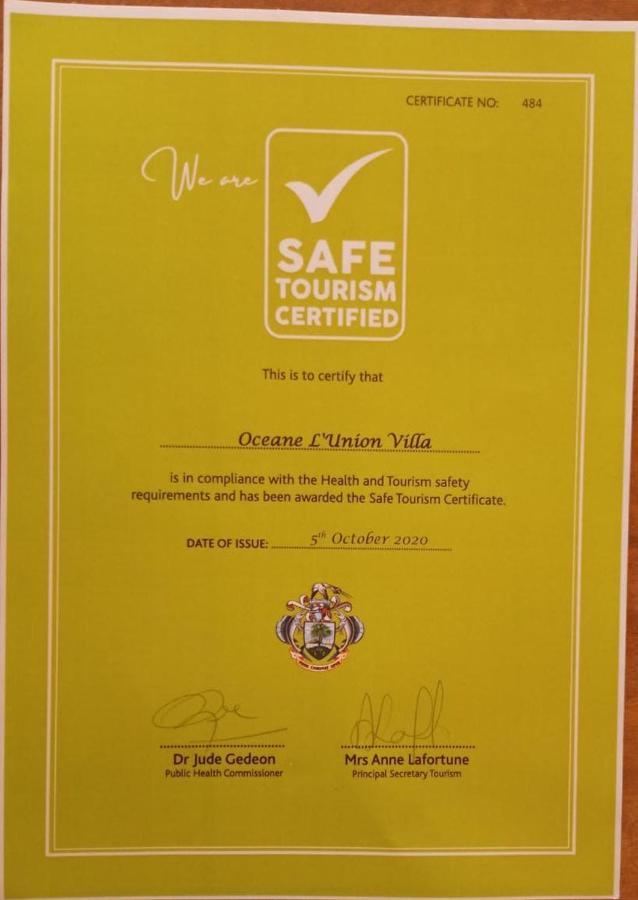 CERTIFICATE NO: 484
We are
SAFE
TOURISM
CERTIFIED
This is to certify that
Oceane L'Union Villa
is in compliance with the Health and Tourism safety
requirements and has been awarded the Safe Tourism Certificate.
DATE OF ISSUE: 5th October 2020
Dr Jude Gedeon
Public Health Commissioner
Mrs Anne Lafortune
Principal Secretary Tourism